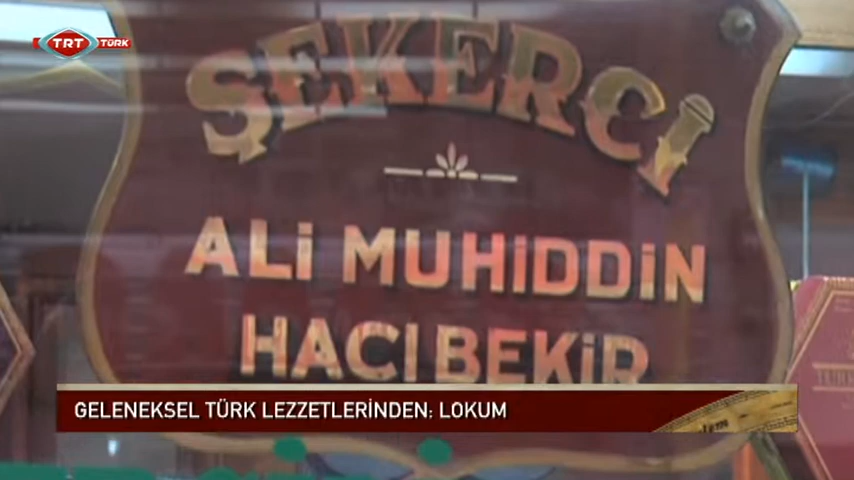 TRT TÜRK
ŞEKERCİ
ALİ MUHİDDİN
HACI BEKİR
GELENEKSEL TÜRK LEZZETLERİNDEN: LOKUM